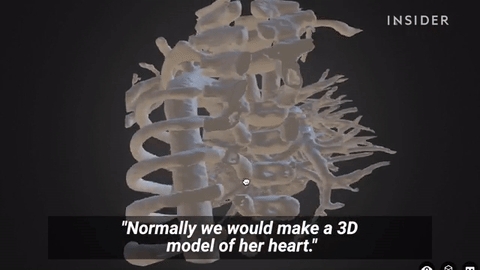 INSIDER
"Normally we would make a 3D
model of her heart."